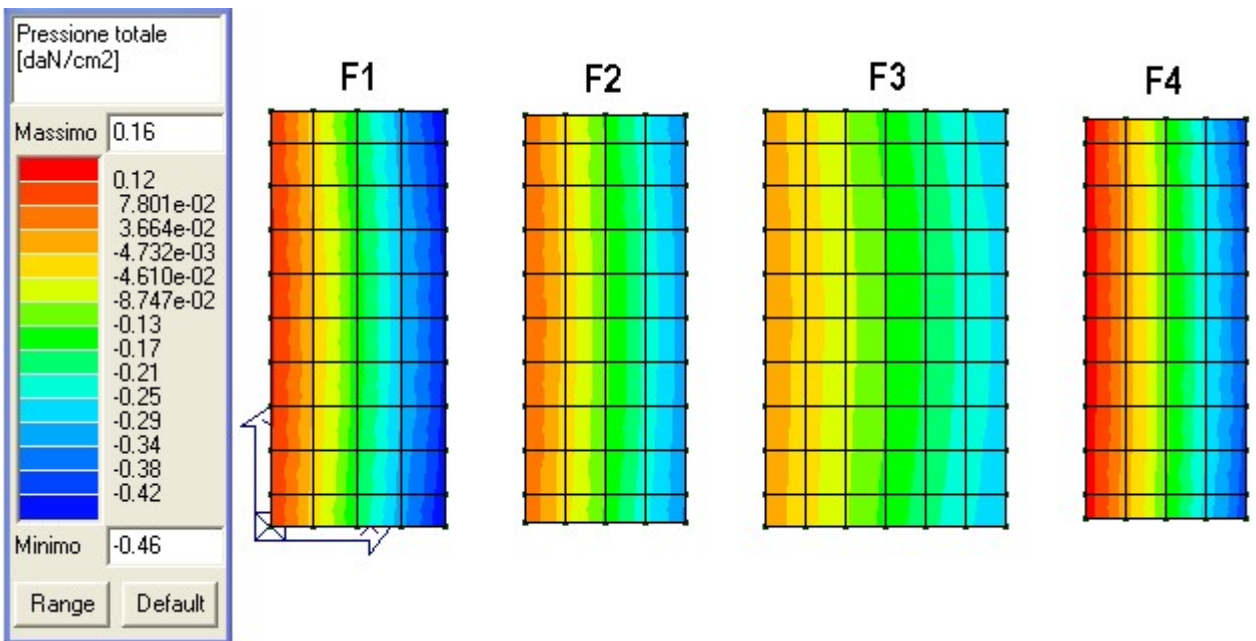 Pressione totale
[daN/cm2]
F1 F2 F3 F4
Massimo 0.16
0.12
7.801e-02
3.664e-02
-4.732e-03
-4.610e-02
-8.747e-02
-0.13
-0.17
-0.21
-0.25
-0.29
-0.34
-0.38
-0.42
Minimo -0.46
Range Default